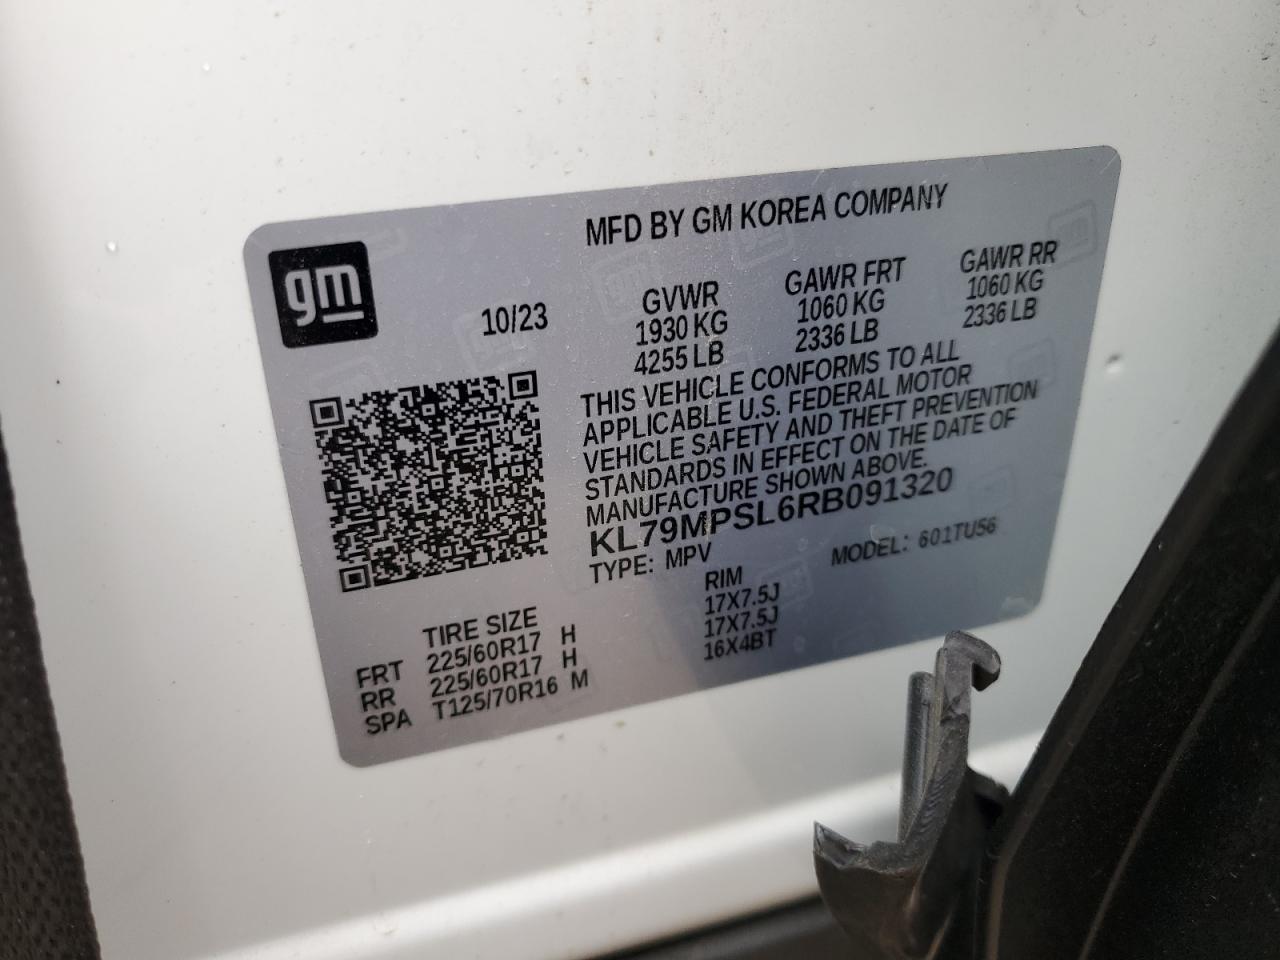 gm
MFD BY GM KOREA COMPANY
10/23
GVWR GAWR FRT GAWR RR
1930 KG 1060 KG 1060 KG
4255 LB 2336 LB 2336 LB
THIS VEHICLE CONFORMS TO ALL
APPLICABLE U.S. FEDERAL MOTOR
VEHICLE SAFETY AND THEFT PREVENTION
STANDARDS IN EFFECT ON THE DATE OF
MANUFACTURE SHOWN ABOVE.
KL79MPSL6RB091320
TYPE: MPV MODEL: 601TU56
TIRE SIZE RIM
FRT 225/60R17 H 17X7.5J
RR 225/60R17 H 17X7.5J
SPA T125/70R16 M 16X4BT